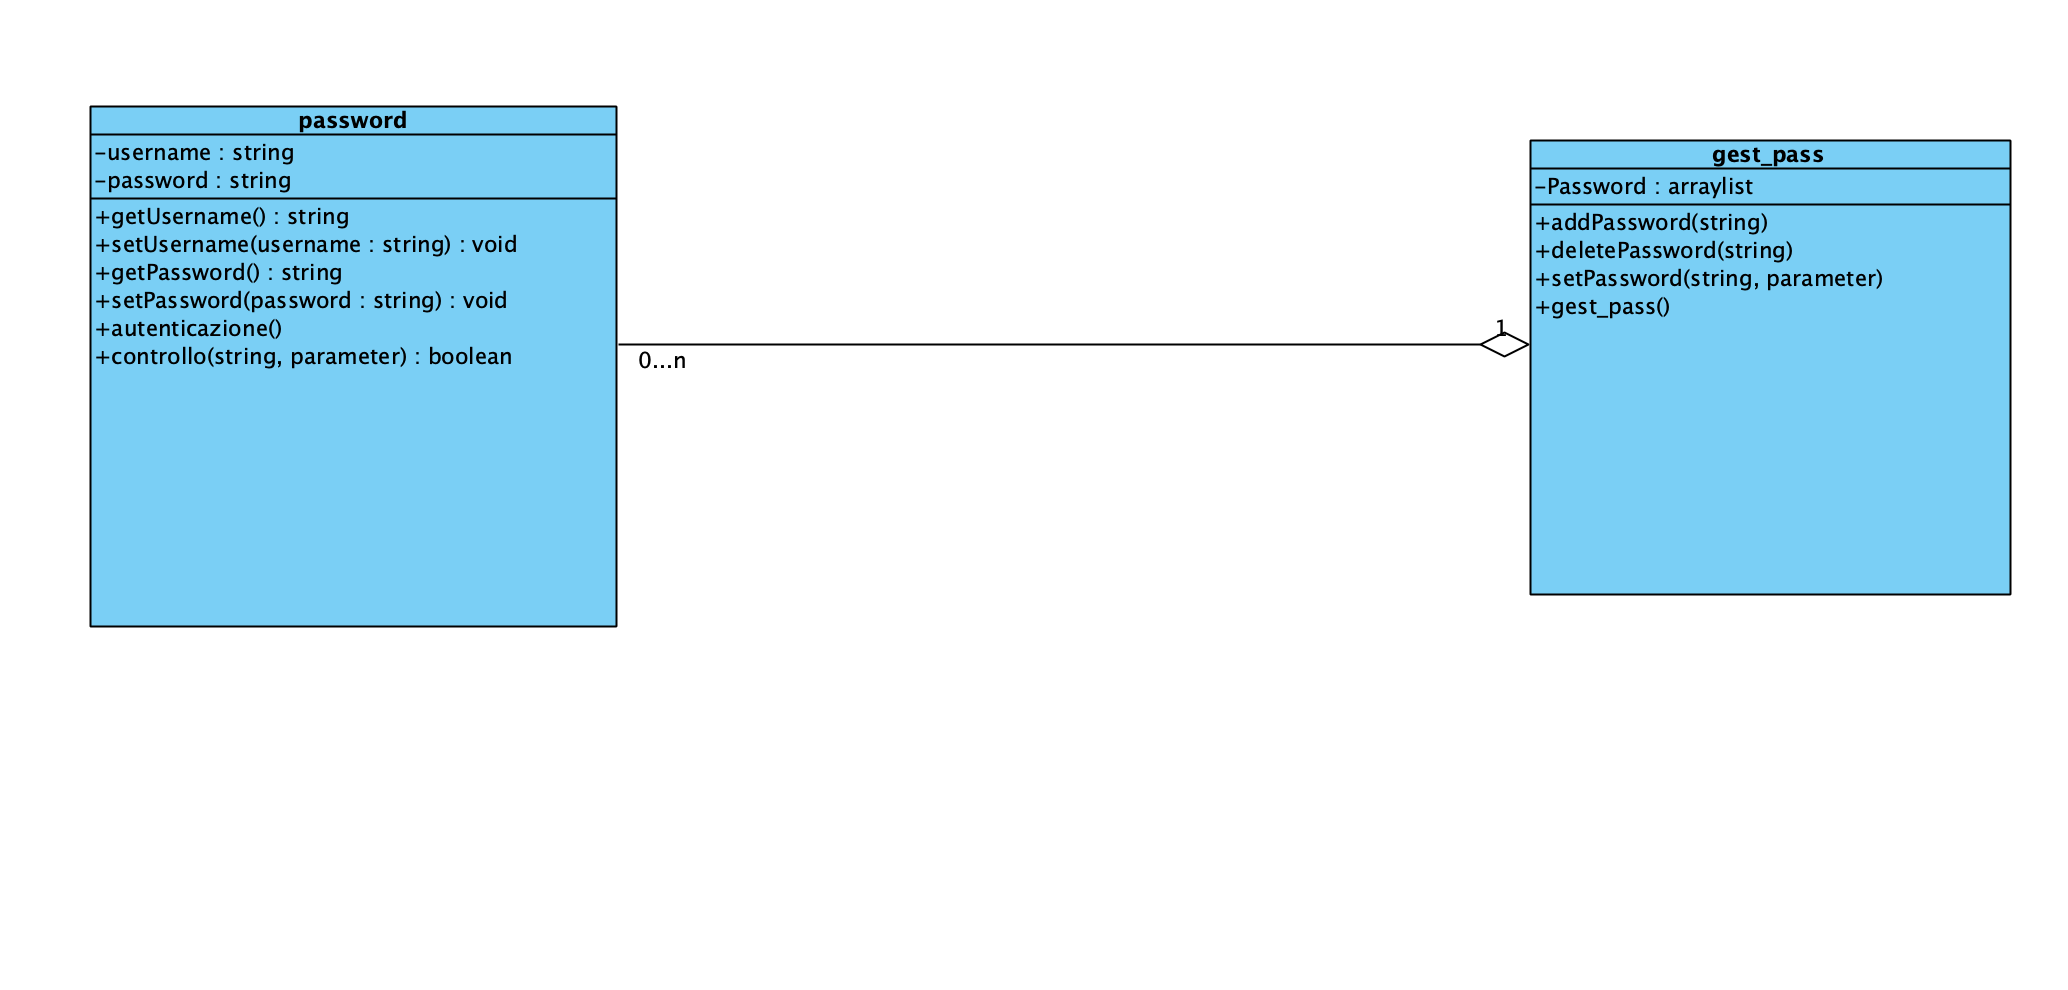 password
-username : string
-password : string
+getUsername() : string
+setUsername(username : string) : void
+getPassword() : string
+setPassword(password : string) : void
+autenticazione()
+controllo(string, parameter) : boolean
0...n
1
gest_pass
-Password : arraylist
+addPassword(string)
+deletePassword(string)
+setPassword(string, parameter)
+gest_pass()